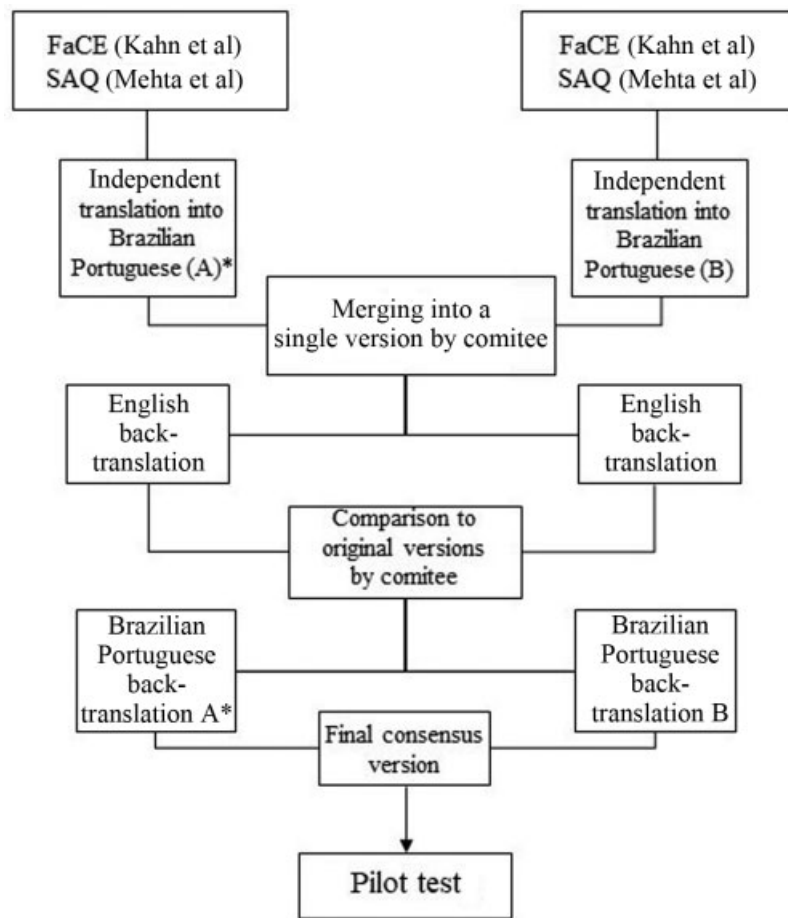 FaCE (Kahn et al)
SAQ (Mehta et al)
FaCE (Kahn et al)
SAQ (Mehta et al)
Independent
translation into
Brazilian
Portuguese (A)*
Independent
translation into
Brazilian
Portuguese (B)
Merging into a
single version by comitee
English
back-
translation
English
back-
translation
Comparison to
original versions
by comitee
Brazilian
Portuguese
back-
translation A*
Brazilian
Portuguese
back-
translation B
Final consensus
version
Pilot test